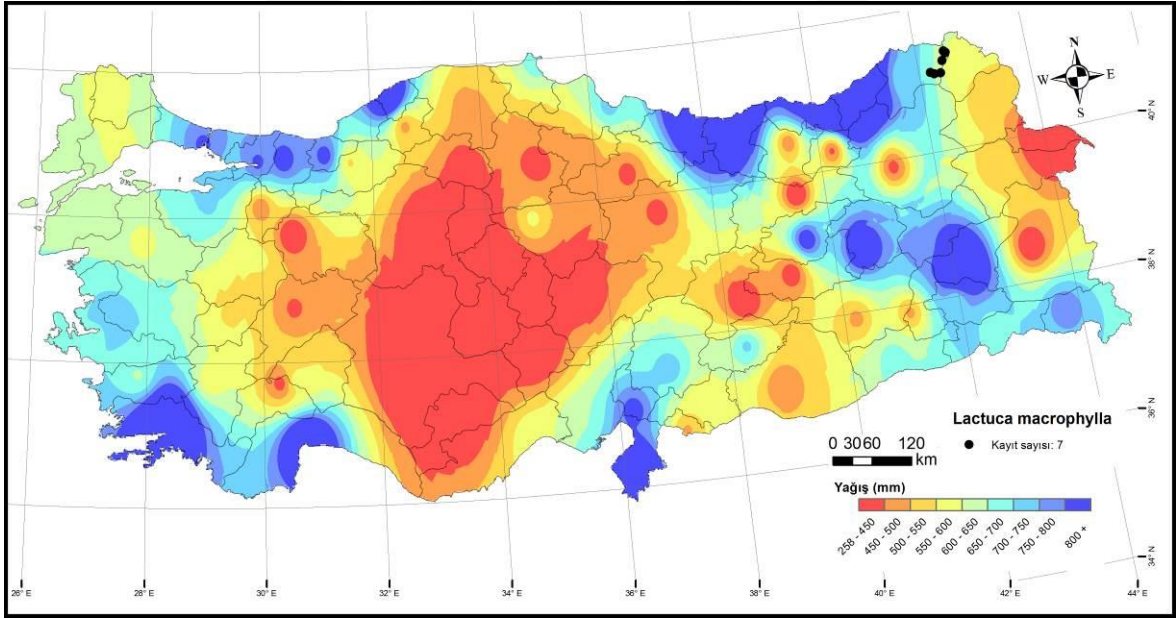 N
W
E
S
40° N
36° N
36° N
34° N
Lactuca macrophylla
Kayıt sayısı: 7
0 30 60 120
km
Yağış (mm)
258 - 450
450 - 500
500 - 550
550 - 600
600 - 650
650 - 700
700 - 750
750 - 800
800 +
26° E
28° E
30° E
32° E
34° E
36° E
38° E
40° E
42° E
44° E